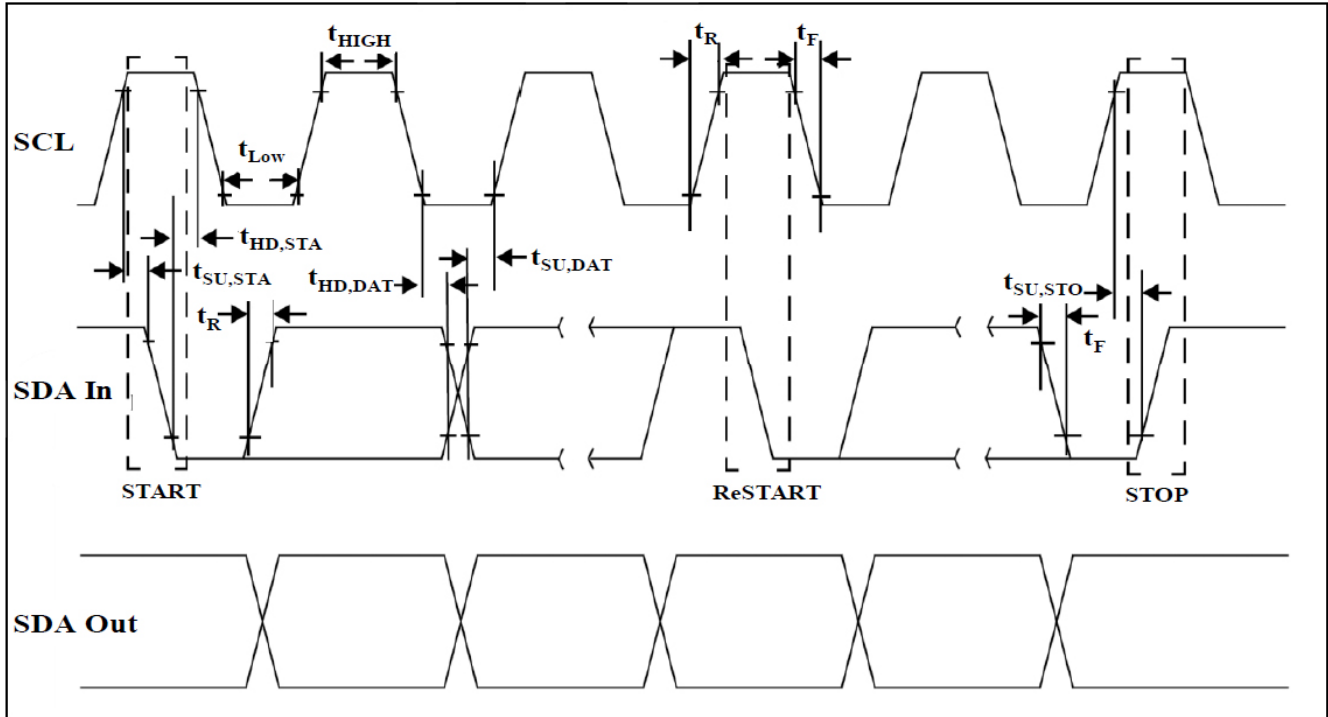 tHIGH
tR
tF
SCL
tLow
tHD,STA
tSU,STA
tHD,DAT
tSU,DAT
tSU,STO
tR
tF
SDA In
START
ReSTART
STOP
SDA Out